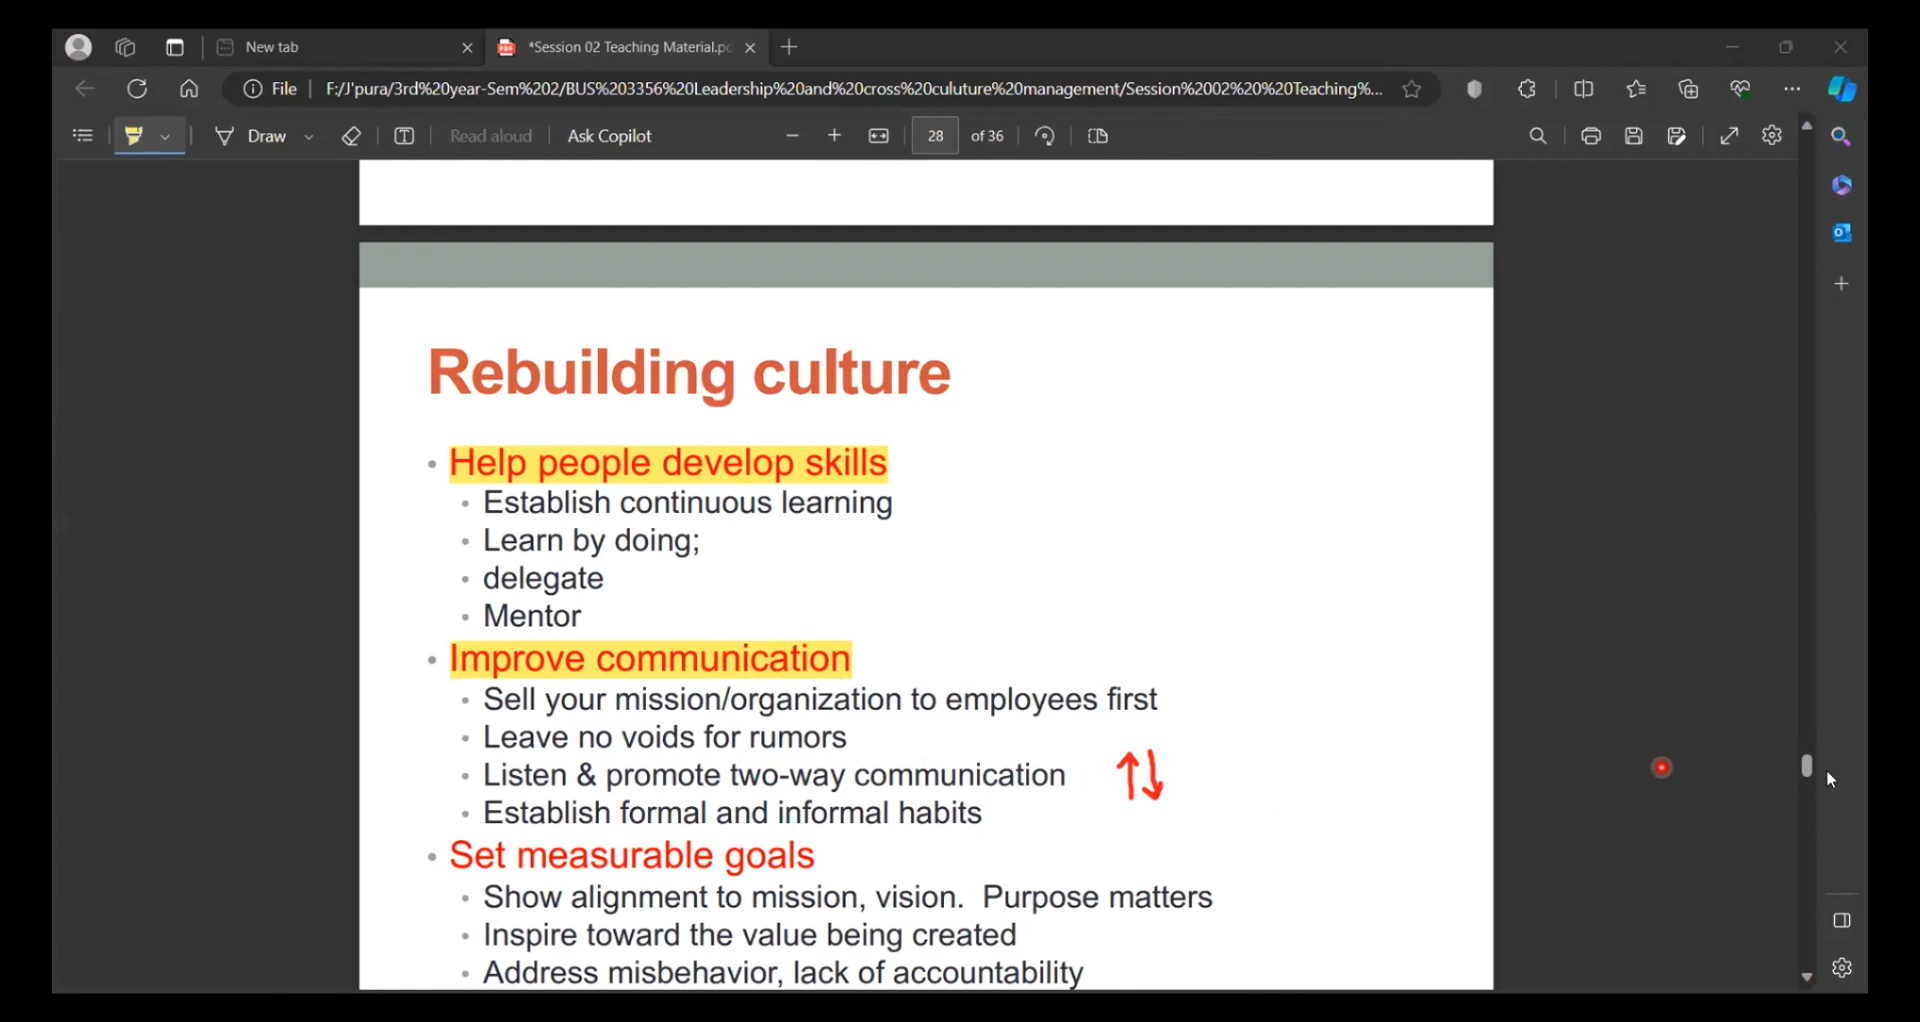 New tab
*Session 02 Teaching Material.pd
File
F:/J'pura/3rd%20year-Sem%202/BUS%203356%20Leadership%20and%20cross%20culuture%20management/Session%2002%20%20Teaching%...
Draw
Read aloud
Ask Copilot
28
of 36
Rebuilding culture
• Help people develop skills
• Establish continuous learning
• Learn by doing;
• delegate
• Mentor
• Improve communication
• Sell your mission/organization to employees first
• Leave no voids for rumors
• Listen & promote two-way communication
• Establish formal and informal habits
• Set measurable goals
• Show alignment to mission, vision.  Purpose matters
• Inspire toward the value being created
• Address misbehavior, lack of accountability